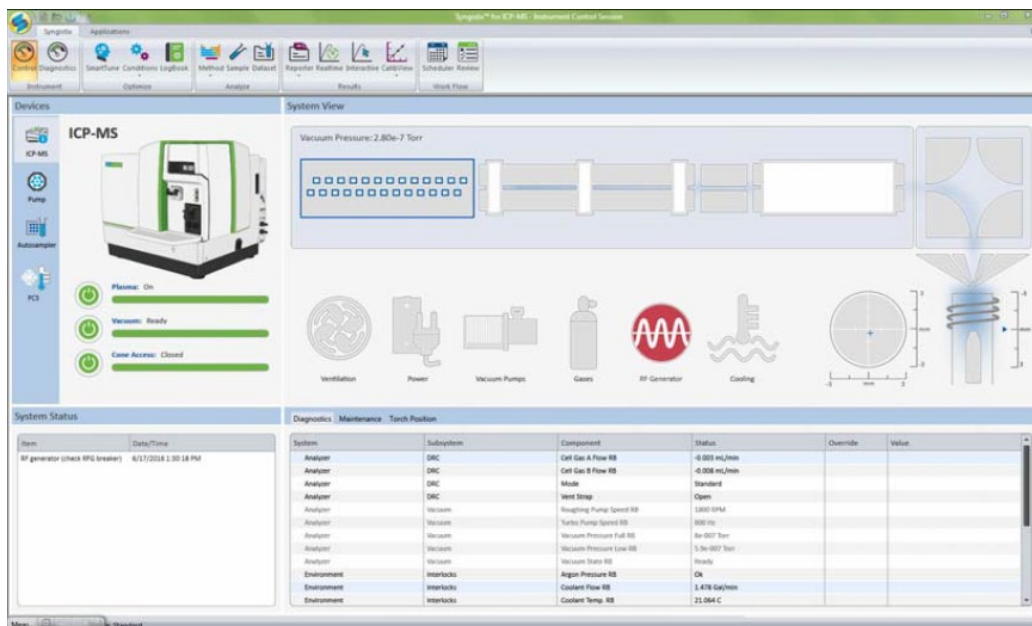 Syngistix™ for ICP-MS - Instrument Control Session
Syngistix Applications
Control Diagnostics SmartTune Conditions LogBook Method Sample Dataset Reporter Realtime Interactive CalibView Scheduler Review
Instrument Optimize Analyze Results Work Flow
Devices
ICP-MS
ICP-MS
Pump
Autosampler
PC3
Plasma: On
Vacuum: Ready
Cone Access: Closed
System View
Vacuum Pressure: 2.80e-7 Torr
Ventilation Power Vacuum Pumps Gases RF Generator Cooling
-3 mm 3
3
mm
-3
mm
System Status
Item Date/Time
RF generator (check RFG breaker) 6/17/2016 1:30:18 PM
Diagnostics Maintenance Torch Position
System Subsystem Component Status Override Value
Analyzer DRC Cell Gas A Flow RB -0.003 mL/min
Analyzer DRC Cell Gas B Flow RB -0.008 mL/min
Analyzer DRC Mode Standard
Analyzer DRC Vent Strap Open
Analyzer Vacuum Roughing Pump Speed RB 1800 RPM
Analyzer Vacuum Turbo Pump Speed RB 800 Hz
Analyzer Vacuum Vacuum Pressure Full RB 8e-007 Torr
Analyzer Vacuum Vacuum Pressure Low RB 5.9e-007 Torr
Analyzer Vacuum Vacuum State RB Ready
Environment Interlocks Argon Pressure RB Ok
Environment Interlocks Coolant Flow RB 1.478 Gal/min
Environment Interlocks Coolant Temp. RB 21.064 C
Standard